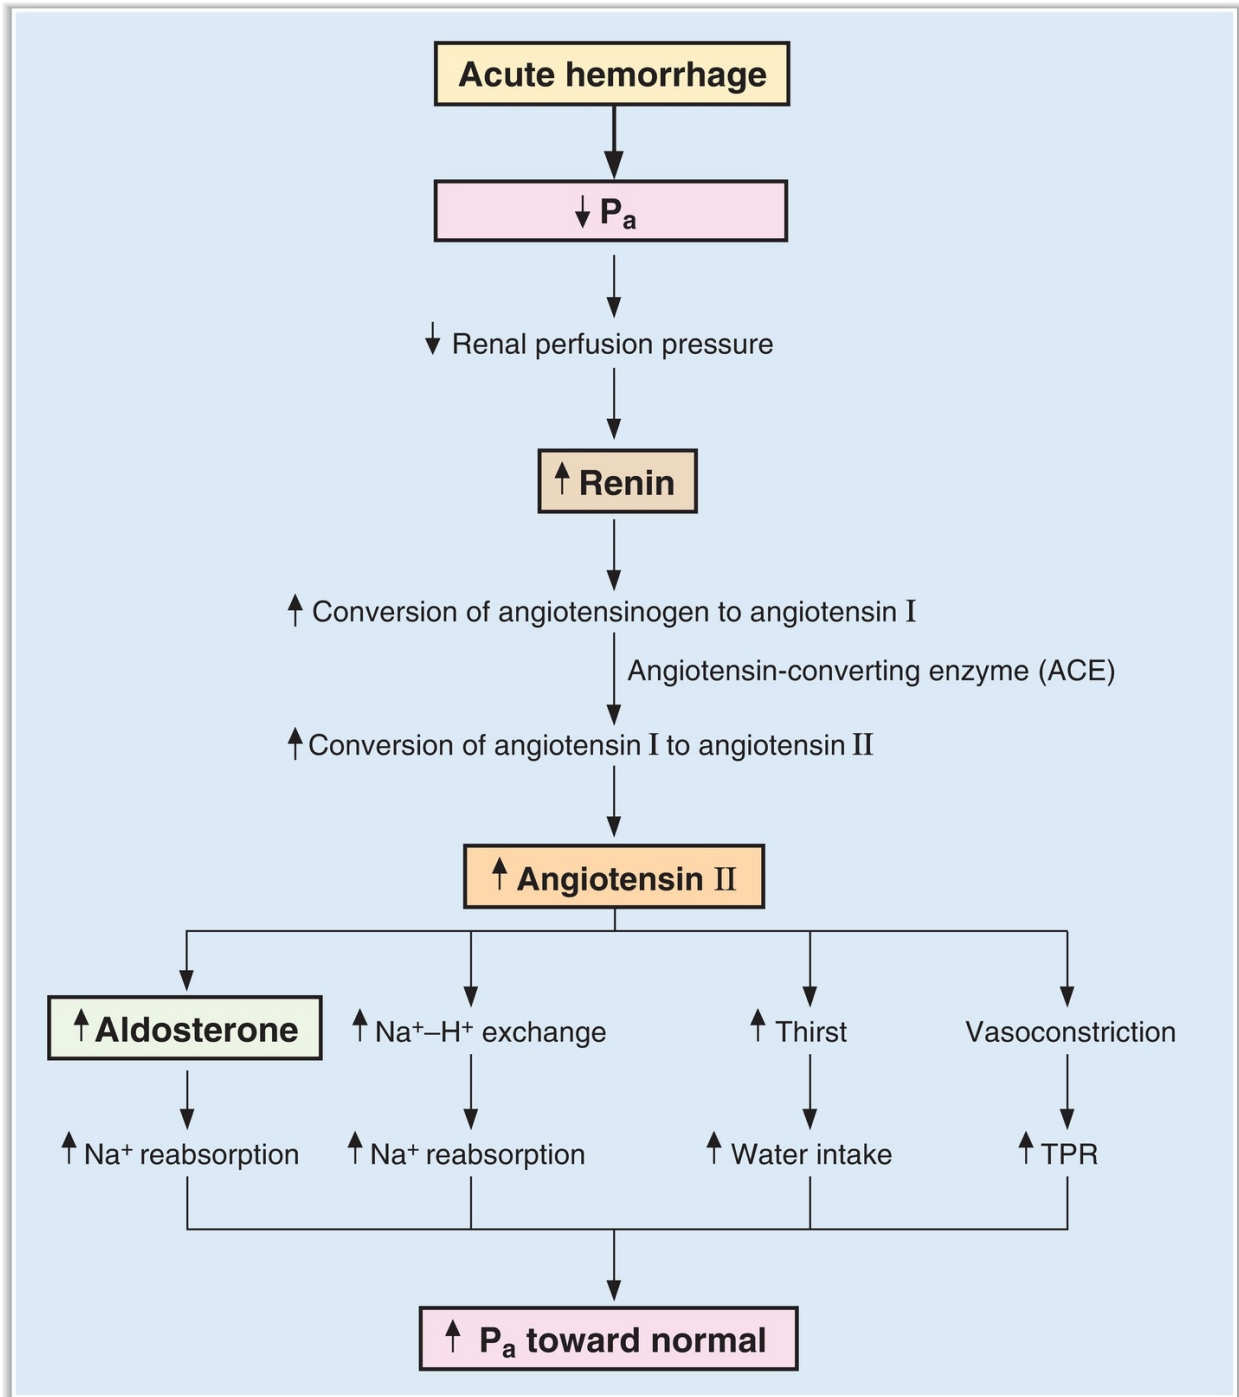 Acute hemorrhage
↓ Pa
↓ Renal perfusion pressure
↑ Renin
↑ Conversion of angiotensinogen to angiotensin I
Angiotensin-converting enzyme (ACE)
↑ Conversion of angiotensin I to angiotensin II
↑ Angiotensin II
↑ Aldosterone
↑ Na⁺–H⁺ exchange
↑ Thirst
Vasoconstriction
↑ Na⁺ reabsorption
↑ Na⁺ reabsorption
↑ Water intake
↑ TPR
↑ Pa toward normal